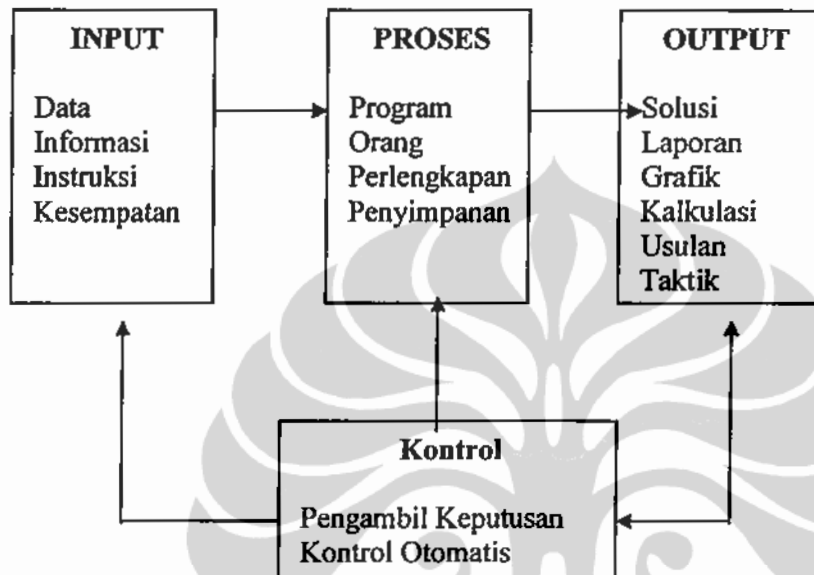 INPUT
Data
Informasi
Instruksi
Kesempatan
PROSES
Program
Orang
Perlengkapan
Penyimpanan
OUTPUT
Solusi
Laporan
Grafik
Kalkulasi
Usulan
Taktik
Kontrol
Pengambil Keputusan
Kontrol Otomatis